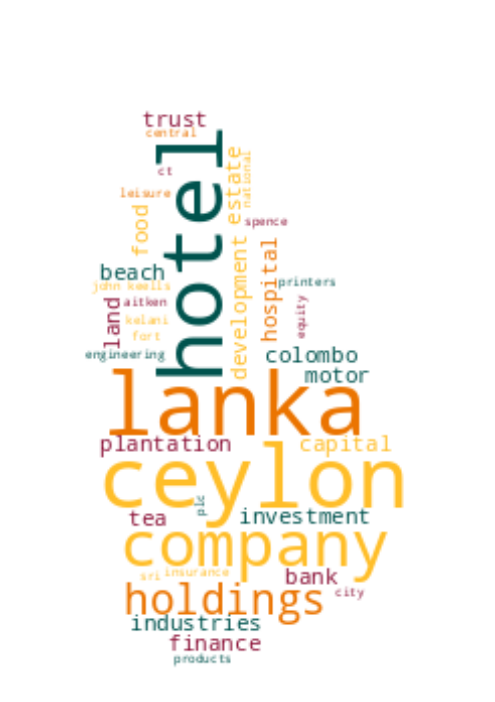 trust
central
hotel
ct
estate
national
leisure
food
spence
beach
development
hospital
john keells
printers
land
aitken
equity
kelani
fort
engineering
colombo
motor
lanka
plantation
capital
ceylon
plc
tea
investment
company
sri
insurance
bank
holdings
city
industries
finance
products